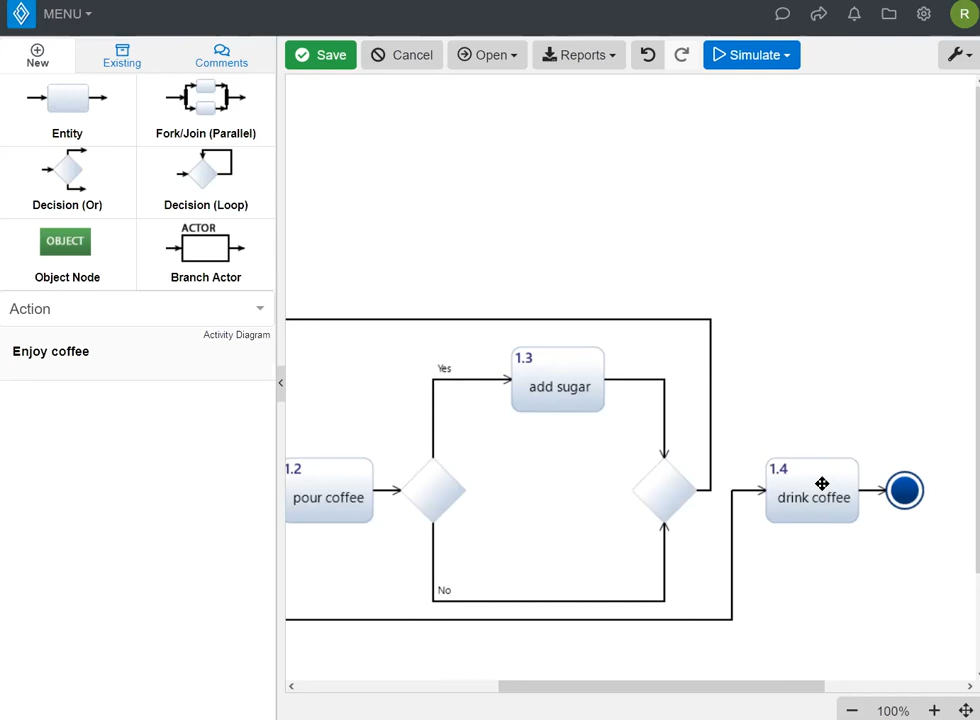 MENU
R
New
Existing
Comments
Save
Cancel
Open
Reports
Simulate
Entity
Fork/Join (Parallel)
Decision (Or)
Decision (Loop)
OBJECT
Object Node
ACTOR
Branch Actor
Action
Activity Diagram
Enjoy coffee
Yes
1.3
add sugar
1.2
pour coffee
1.4
drink coffee
No
100%